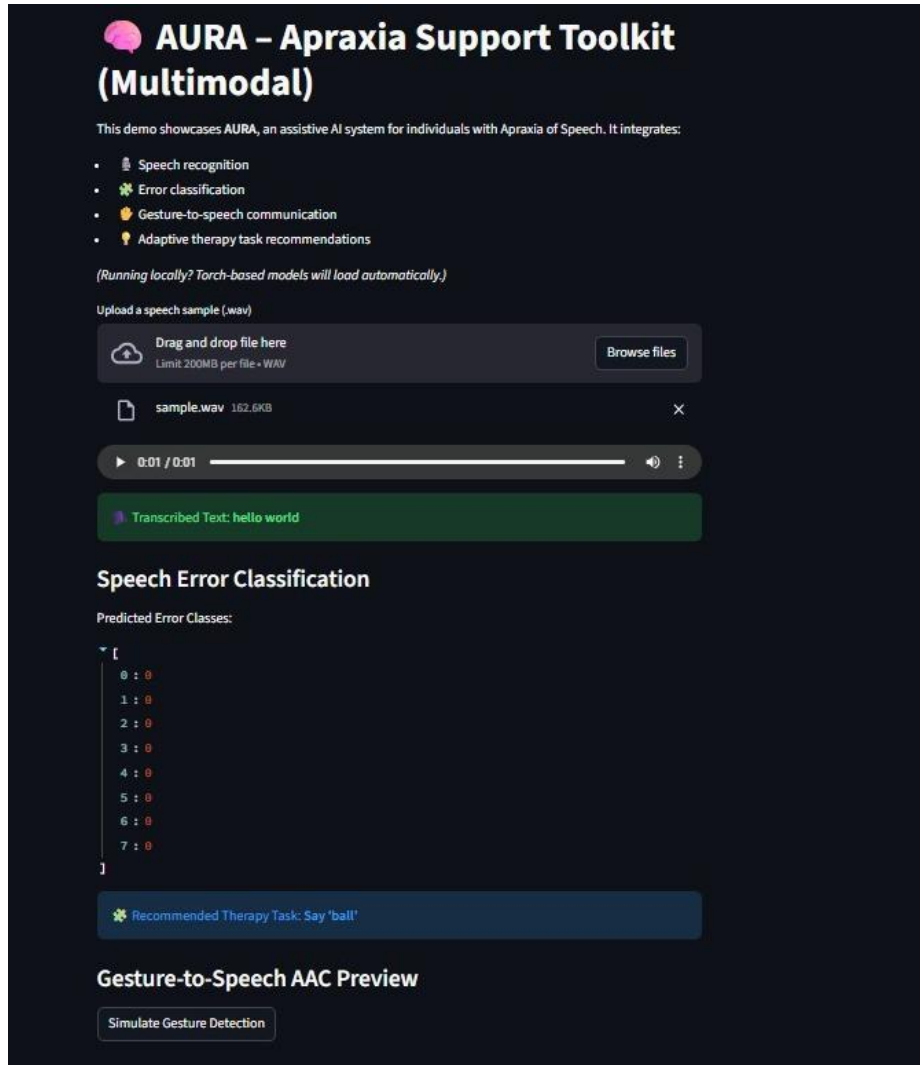 AURA – Apraxia Support Toolkit
(Multimodal)
This demo showcases AURA, an assistive AI system for individuals with Apraxia of Speech. It integrates:
• Speech recognition
• Error classification
• Gesture-to-speech communication
• Adaptive therapy task recommendations
(Running locally? Torch-based models will load automatically.)
Upload a speech sample (.wav)
Drag and drop file here
Limit 200MB per file • WAV
Browse files
sample.wav 162.6KB
0:01 / 0:01
Transcribed Text: hello world
Speech Error Classification
Predicted Error Classes:
[
0 : 0
1 : 0
2 : 0
3 : 0
4 : 0
5 : 0
6 : 0
7 : 0
]
Recommended Therapy Task: Say 'ball'
Gesture-to-Speech AAC Preview
Simulate Gesture Detection